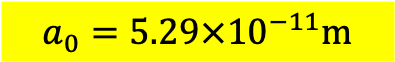 a₀ = 5.29×10⁻¹¹m